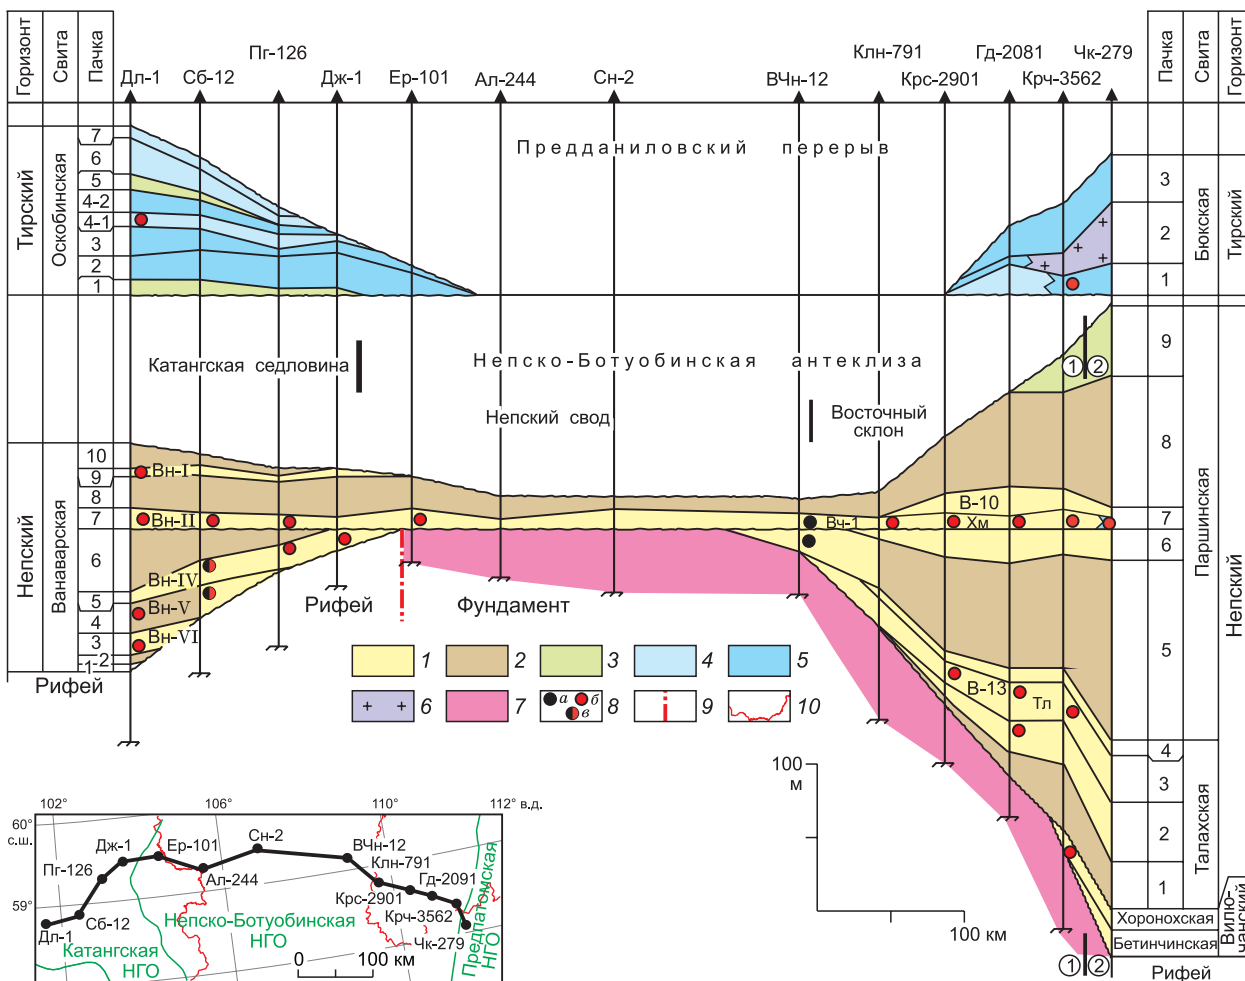 Горизонт
Свита
Пачка
Дл-1
Сб-12
Пг-126
Дж-1
Ер-101
Ал-244
Сн-2
ВЧн-12
Клн-791
Крс-2901
Гд-2081
Крч-3562
Чк-279
Пачка
Свита
Горизонт
Предданиловский перерыв
Тирский
Оскобинская
7
6
5
4-2
4-1
3
2
1
3
2
1
Бюкская
Тирский
Катангская седловина
Непско-Ботуобинская антеклиза
Непский свод
Восточный
склон
1 2
Непский
Ванаварская
10
9
8
7
6
5
4
3
2
1
Рифей
Вн-I
Вн-II
Вн-IV
Вн-V
Вн-VI
Рифей
Фундамент
Вч-1
В-10
Хм
В-13
Тл
9
8
7
6
5
4
3
2
1
Паршинская
Талахская
Непский
Хоронохская
Бетинчинская
Вилю-
чанский
Рифей
1 2
1
2
3
4
5
6
7
а
б
в
8
9
10
100
м
100 км
102°
106°
110°
112° в.д.
60°
с.ш.
59°
Дл-1
Сб-12
Пг-126
Дж-1
Ер-101
Ал-244
Сн-2
ВЧн-12
Клн-791
Крс-2901
Гд-2091
Крч-3562
Чк-279
Катангская
НГО
Непско-Ботуобинская
НГО
Предпатомская
НГО
0 100 км